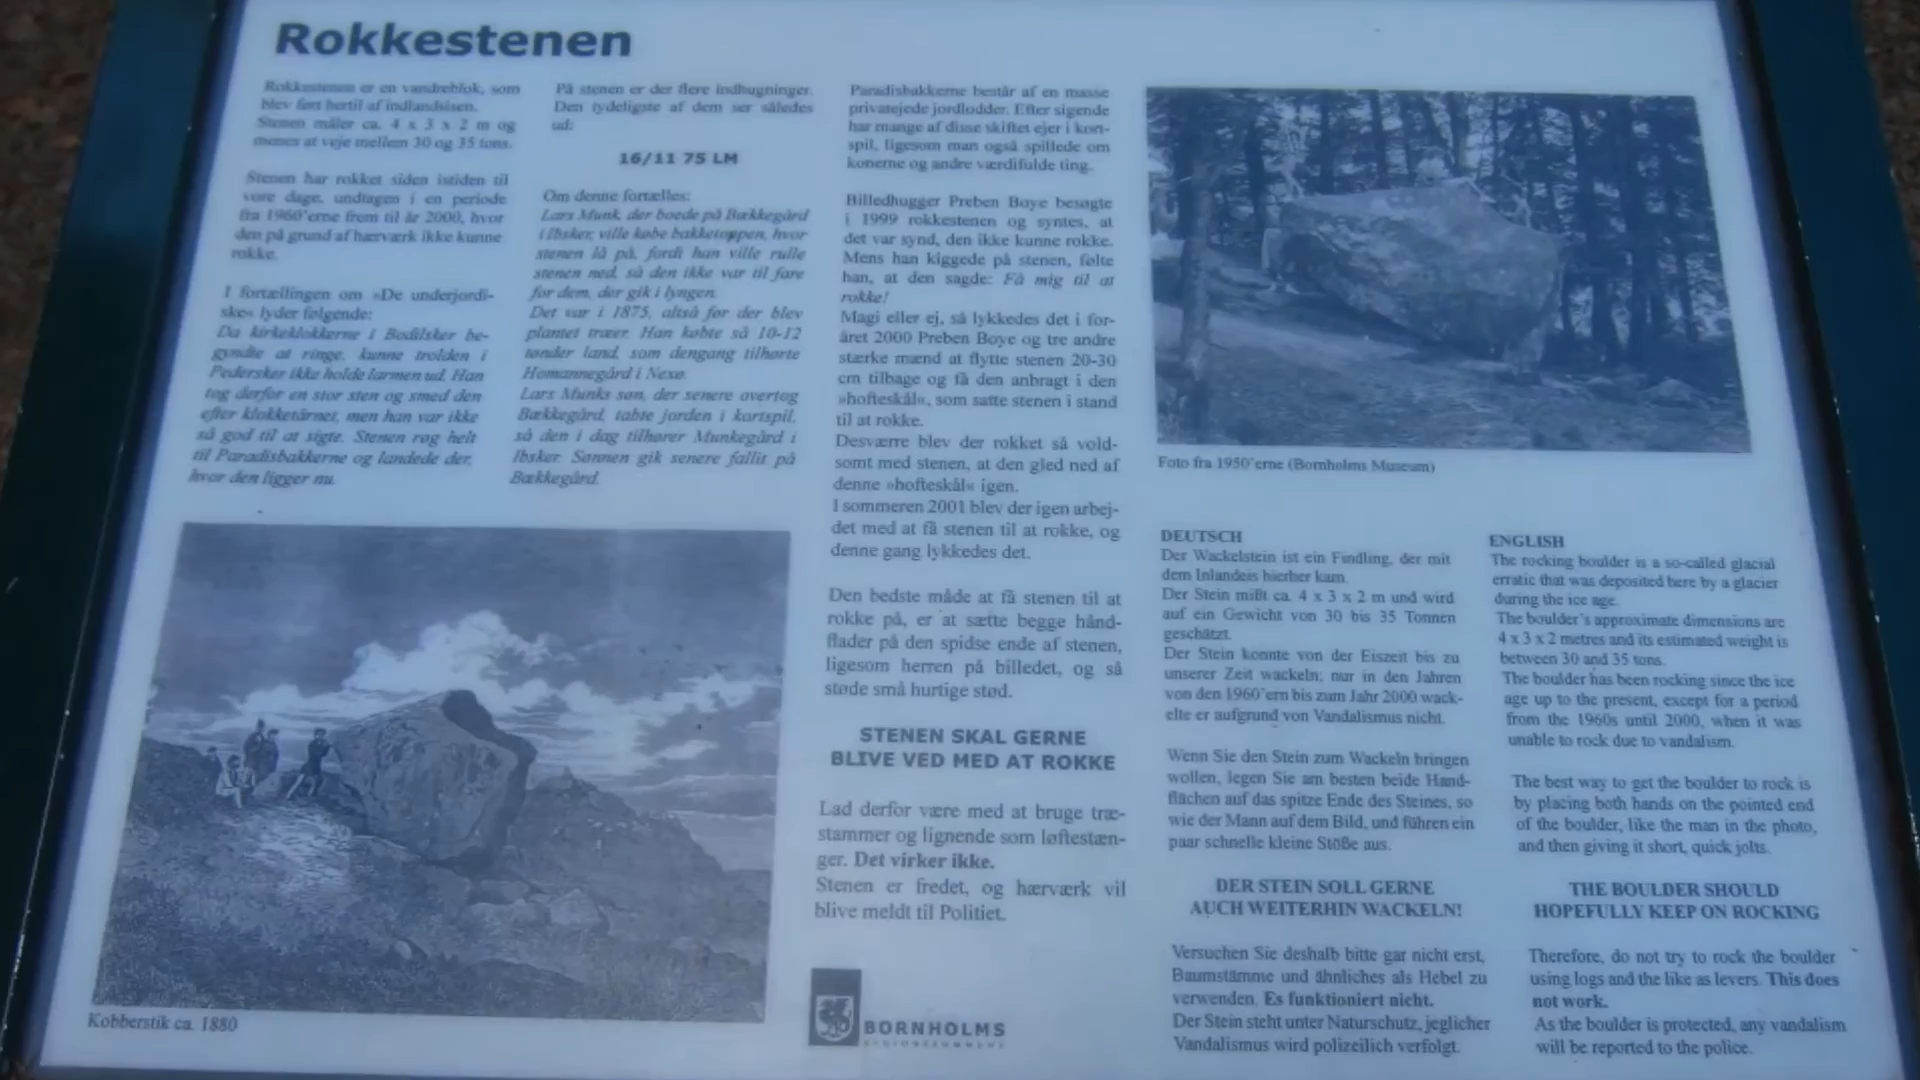 Rokkestenen
Rokkestenen er en vandreblok, som
blev ført hertil af indlandsisen.
Stenen måler ca. 4 x 3 x 2 m og
menes at veje mellem 30 og 35 tons.
Stenen har rokket siden istiden til
vore dage, undtagen i en periode
fra 1960'erne frem til år 2000, hvor
den på grund af hærværk ikke kunne
rokke.
I fortællingen om »De underjordi-
ske« lyder følgende:
Da kirkeklokkerne i Bodilsker be-
gyndte at ringe, kunne trolden i
Pedersker ikke holde larmen ud. Han
tog derfor en stor sten og smed den
efter klokketårnet, men han var ikke
så god til at sigte. Stenen røg helt
til Paradisbakkerne og landede der,
hvor den ligger nu.
Kobberstik ca. 1880
På stenen er der flere indhugninger.
Den tydeligste af dem ser således
ud:
16/11 75 LM
Om denne fortælles:
Lars Munk, der boede på Bækkegård
i Ibsker, ville købe bakketoppen, hvor
stenen lå på, fordi han ville rulle
stenen ned, så den ikke var til fare
for dem, der gik i lyngen.
Det var i 1875, altså før der blev
plantet træer. Han købte så 10-12
tønder land, som dengang tilhørte
Homannegård i Nexø.
Lars Munks søn, der senere overtog
Bækkegård, tabte jorden i kortspil,
så den i dag tilhører Munkegård i
Ibsker. Sønnen gik senere fallit på
Bækkegård.
Paradisbakkerne består af en masse
privatejede jordlodder. Efter sigende
har mange af disse skiftet ejer i kort-
spil, ligesom man også spillede om
konerne og andre værdifulde ting.
Billedhugger Preben Boye besøgte
i 1999 rokkestenen og syntes, at
det var synd, den ikke kunne rokke.
Mens han kiggede på stenen, følte
han, at den sagde: Få mig til at
rokke!
Magi eller ej, så lykkedes det i for-
året 2000 Preben Boye og tre andre
stærke mænd at flytte stenen 20-30
cm tilbage og få den anbragt i den
»hofteskål«, som satte stenen i stand
til at rokke.
Desværre blev der rokket så vold-
somt med stenen, at den gled ned af
denne »hofteskål« igen.
I sommeren 2001 blev der igen arbej-
det med at få stenen til at rokke, og
denne gang lykkedes det.
Den bedste måde at få stenen til at
rokke på, er at sætte begge hånd-
flader på den spidse ende af stenen,
ligesom herren på billedet, og så
støde små hurtige stød.
STENEN SKAL GERNE
BLIVE VED MED AT ROKKE
Lad derfor være med at bruge træ-
stammer og lignende som løftestæn-
ger. Det virker ikke.
Stenen er fredet, og hærværk vil
blive meldt til Politiet.
BORNHOLMS
REGIONSKOMMUNE
Foto fra 1950'erne (Bornholms Museum)
DEUTSCH
Der Wackelstein ist ein Findling, der mit
dem Inlandeis hierher kam.
Der Stein mißt ca. 4 x 3 x 2 m und wird
auf ein Gewicht von 30 bis 35 Tonnen
geschätzt.
Der Stein konnte von der Eiszeit bis zu
unserer Zeit wackeln; nur in den Jahren
von den 1960'ern bis zum Jahr 2000 wack-
elte er aufgrund von Vandalismus nicht.
Wenn Sie den Stein zum Wackeln bringen
wollen, legen Sie am besten beide Hand-
flächen auf das spitze Ende des Steines, so
wie der Mann auf dem Bild, und führen ein
paar schnelle kleine Stöße aus.
DER STEIN SOLL GERNE
AUCH WEITERHIN WACKELN!
Versuchen Sie deshalb bitte gar nicht erst,
Baumstämme und ähnliches als Hebel zu
verwenden. Es funktioniert nicht.
Der Stein steht unter Naturschutz, jeglicher
Vandalismus wird polizeilich verfolgt.
ENGLISH
The rocking boulder is a so-called glacial
erratic that was deposited here by a glacier
during the ice age.
The boulder's approximate dimensions are
4 x 3 x 2 metres and its estimated weight is
between 30 and 35 tons.
The boulder has been rocking since the ice
age up to the present, except for a period
from the 1960s until 2000, when it was
unable to rock due to vandalism.
The best way to get the boulder to rock is
by placing both hands on the pointed end
of the boulder, like the man in the photo,
and then giving it short, quick jolts.
THE BOULDER SHOULD
HOPEFULLY KEEP ON ROCKING
Therefore, do not try to rock the boulder
using logs and the like as levers. This does
not work.
As the boulder is protected, any vandalism
will be reported to the police.